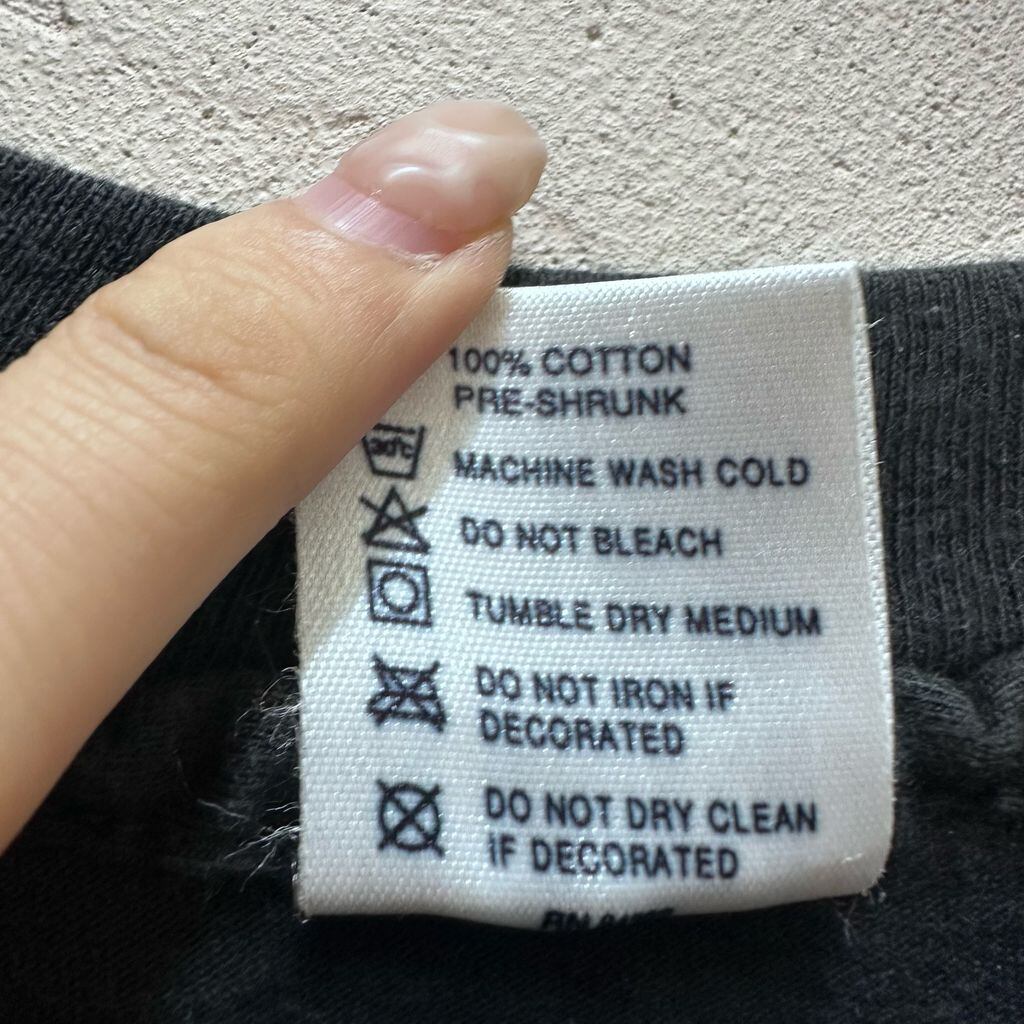 100% COTTON
PRE-SHRUNK
30°C
MACHINE WASH COLD
DO NOT BLEACH
TUMBLE DRY MEDIUM
DO NOT IRON IF
DECORATED
DO NOT DRY CLEAN
IF DECORATED
RN